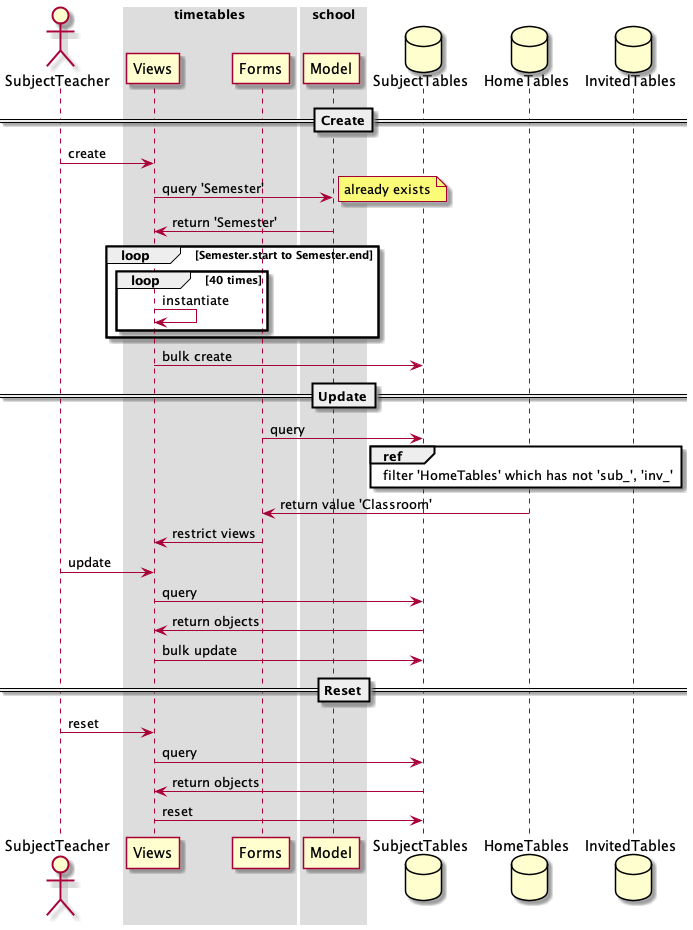 timetables school
SubjectTeacher Views Forms Model SubjectTables HomeTables InvitedTables
Create
create
query 'Semester'
already exists
return 'Semester'
loop [Semester.start to Semester.end]
loop [40 times]
instantiate
bulk create
Update
query
ref
filter 'HomeTables' which has not 'sub_', 'inv_'
return value 'Classroom'
restrict views
update
query
return objects
bulk update
Reset
reset
query
return objects
reset
SubjectTeacher Views Forms Model SubjectTables HomeTables InvitedTables